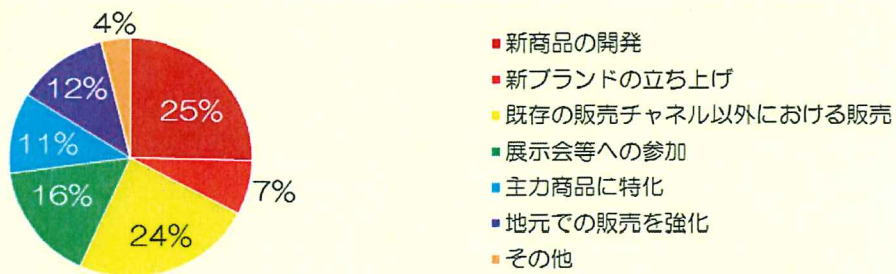 4%
12%
25%
11%
7%
16%
24%
新商品の開発
新ブランドの立ち上げ
既存の販売チャネル以外における販売
展示会等への参加
主力商品に特化
地元での販売を強化
その他